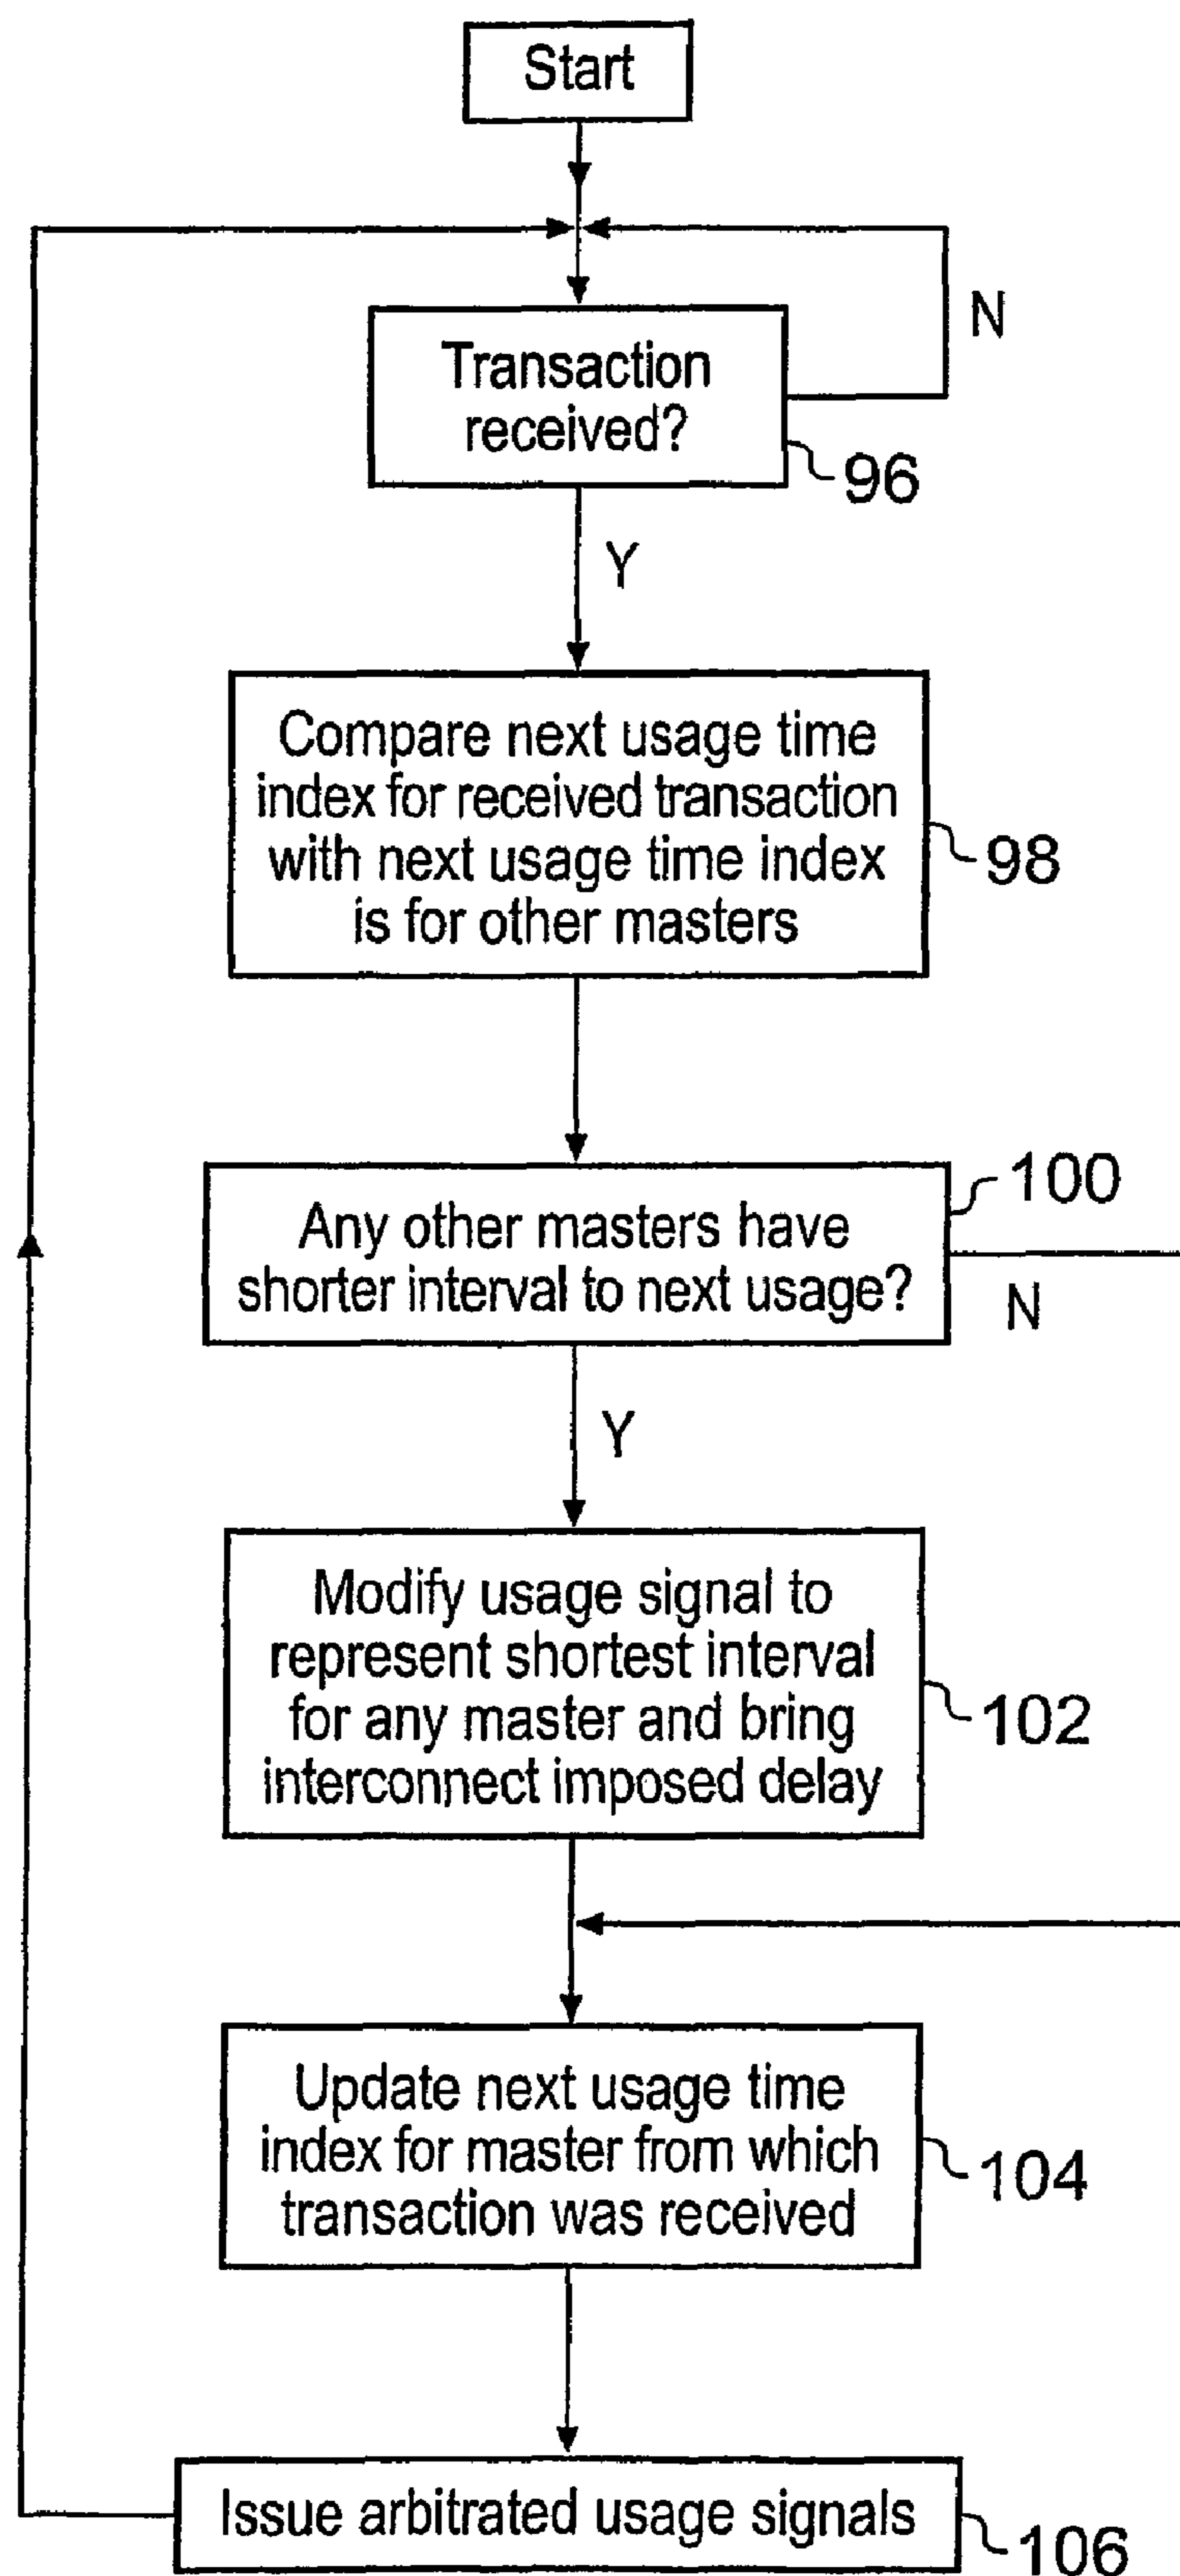 Start
N
Transaction
received?
96
Y
Compare next usage time
index for received transaction
with next usage time index
is for other masters
98
100
Any other masters have
shorter interval to next usage?
N
Y
Modify usage signal to
represent shortest interval
for any master and bring
interconnect imposed delay
102
Update next usage time
index for master from which
transaction was received
104
Issue arbitrated usage signals
106